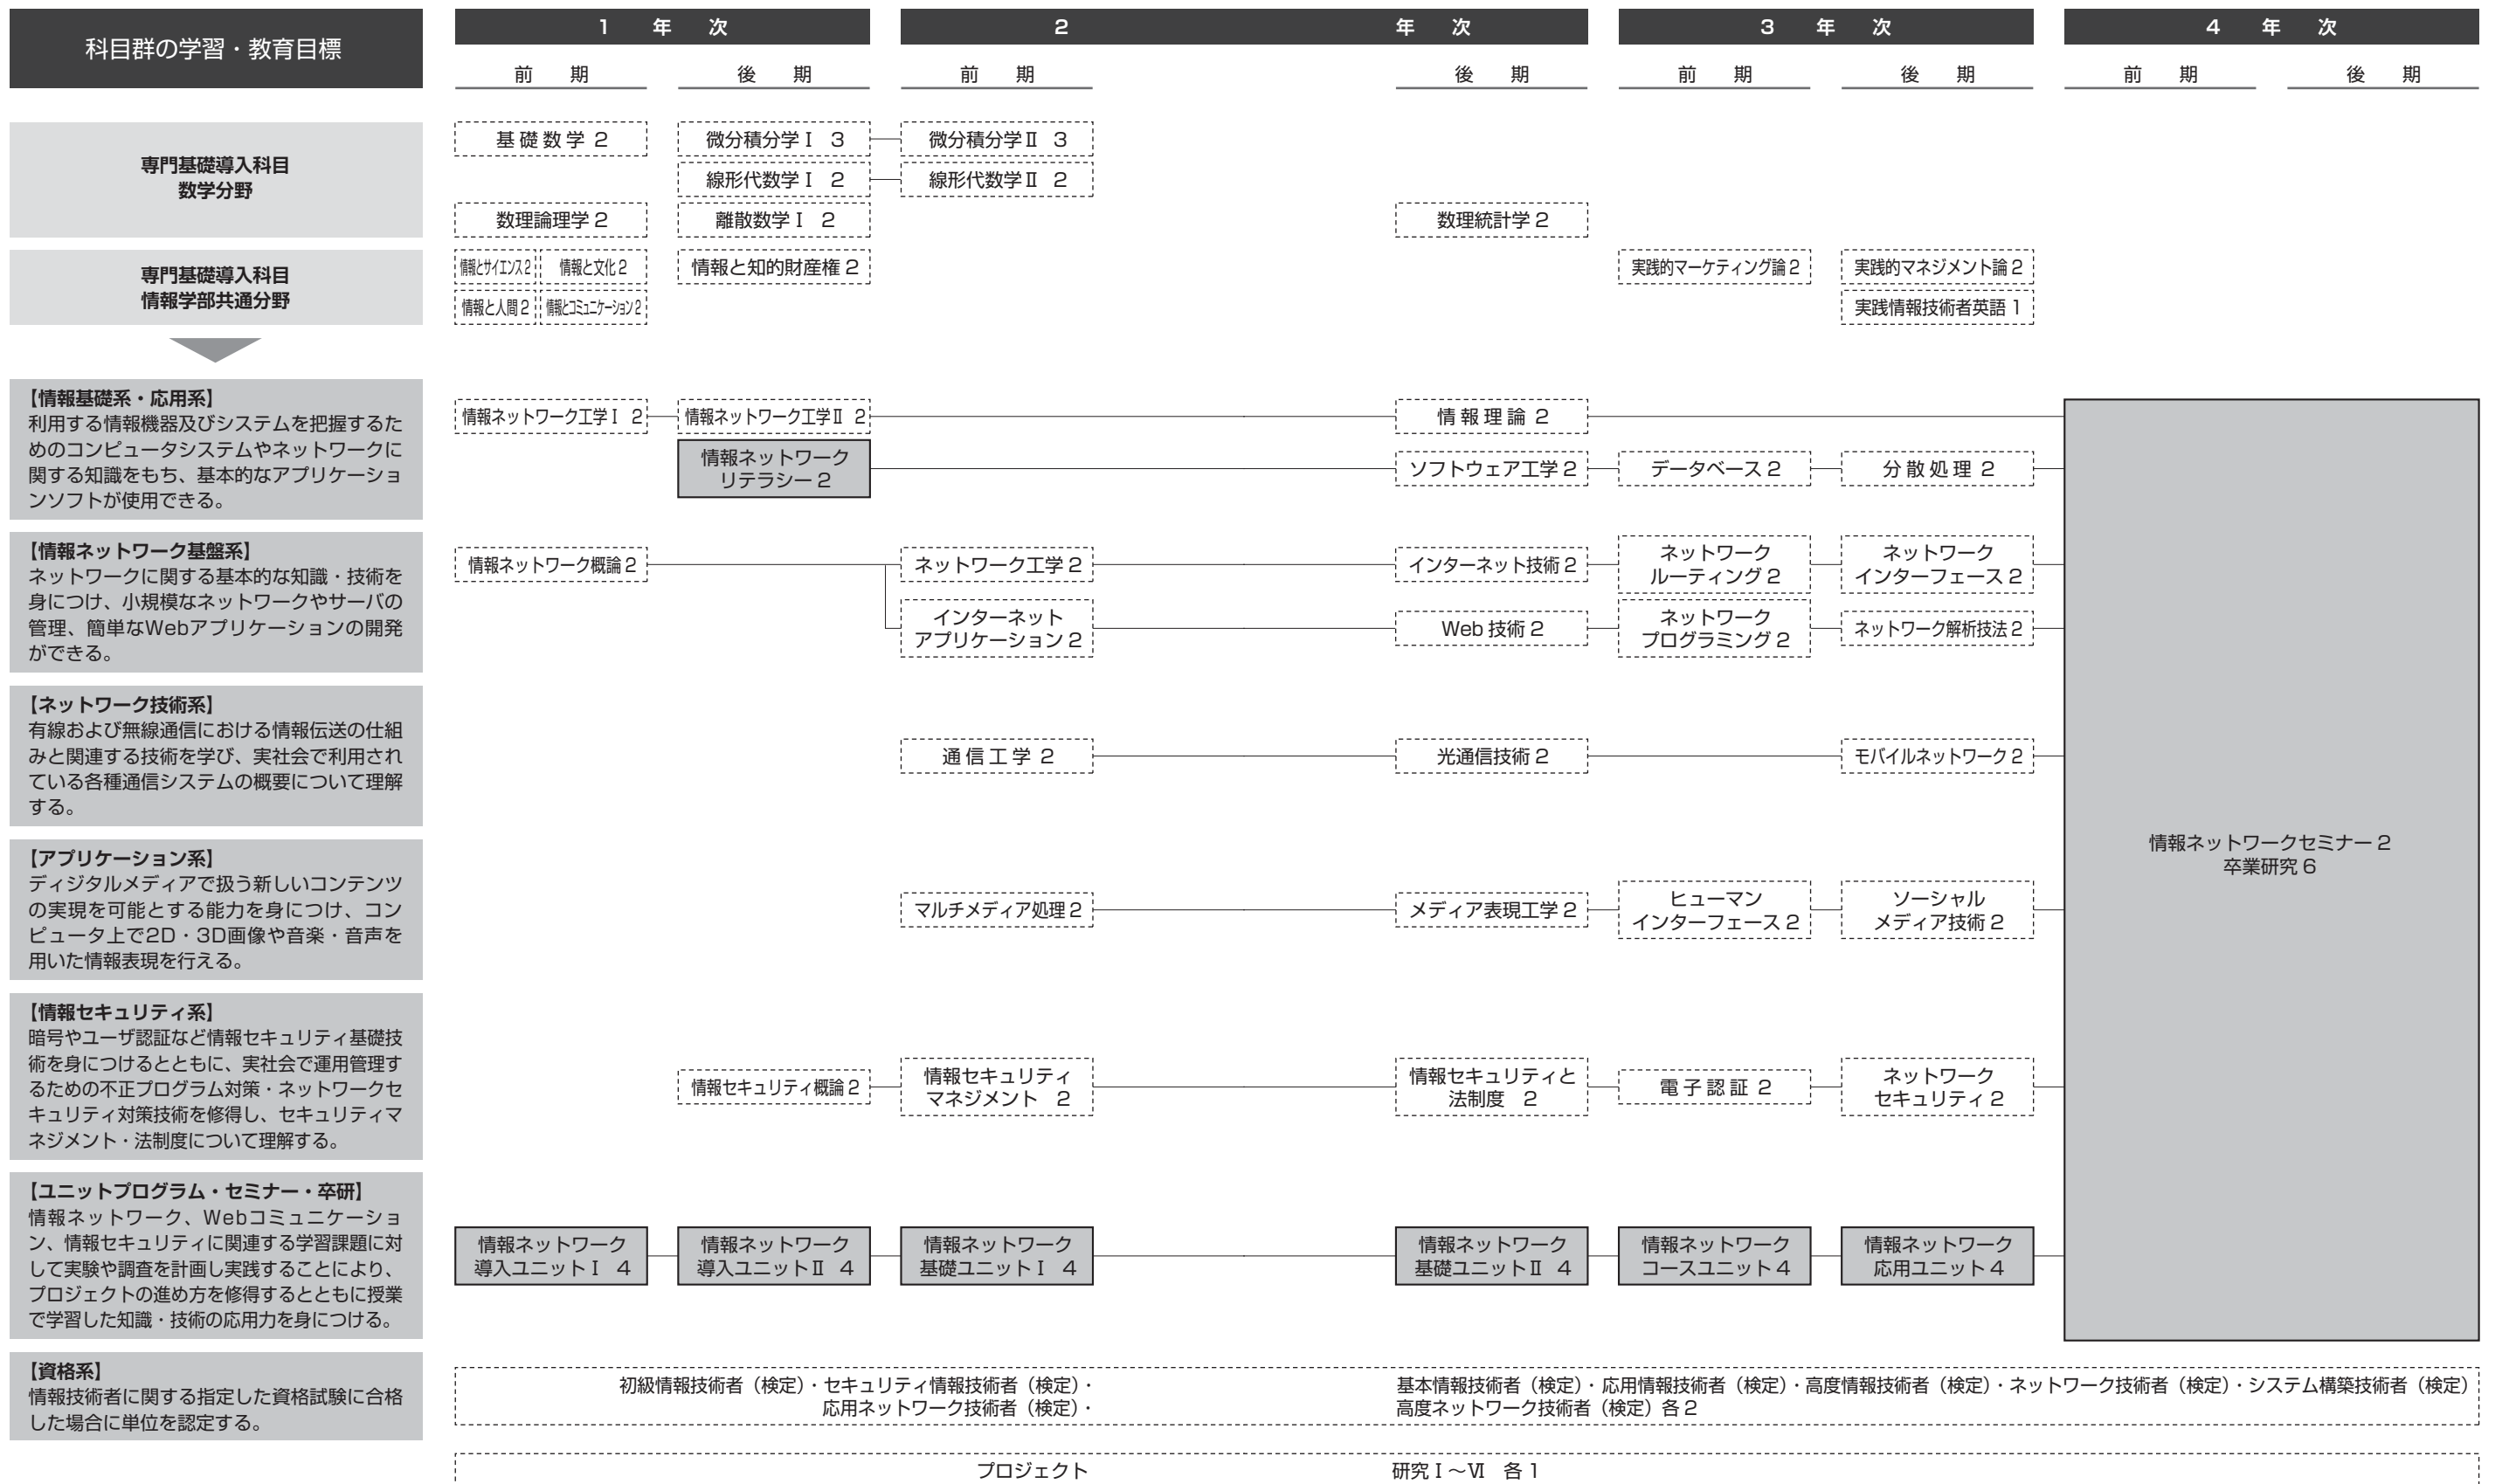 科目群の学習・教育目標
1 年 次
2 年 次
3 年 次
4 年 次
前 期
後 期
前 期
後 期
前 期
後 期
前 期
後 期
専門基礎導入科目
数学分野
基 礎 数 学 2
微分積分学Ⅰ 3
微分積分学Ⅱ 3
線形代数学Ⅰ 2
線形代数学Ⅱ 2
数理論理学 2
離散数学Ⅰ 2
数理統計学 2
専門基礎導入科目
情報学部共通分野
情報とサイエンス 2
情報と文化 2
情報と知的財産権 2
実践的マーケティング論 2
実践的マネジメント論 2
情報と人間 2
情報とコミュニケーション 2
実践情報技術者英語 1
【情報基礎系・応用系】
利用する情報機器及びシステムを把握するた
めのコンピュータシステムやネットワークに
関する知識をもち、基本的なアプリケーショ
ンソフトが使用できる。
情報ネットワーク工学Ⅰ 2
情報ネットワーク工学Ⅱ 2
情 報 理 論 2
情報ネットワーク
リテラシー 2
ソフトウェア工学 2
データベース 2
分 散 処 理 2
【情報ネットワーク基盤系】
ネットワークに関する基本的な知識・技術を
身につけ、小規模なネットワークやサーバの
管理、簡単なWebアプリケーションの開発
ができる。
情報ネットワーク概論 2
ネットワーク工学 2
インターネット技術 2
ネットワーク
ルーティング 2
ネットワーク
インターフェース 2
インターネット
アプリケーション 2
Web 技術 2
ネットワーク
プログラミング 2
ネットワーク解析技法 2
【ネットワーク技術系】
有線および無線通信における情報伝送の仕組
みと関連する技術を学び、実社会で利用され
ている各種通信システムの概要について理解
する。
通 信 工 学 2
光通信技術 2
モバイルネットワーク 2
【アプリケーション系】
ディジタルメディアで扱う新しいコンテンツ
の実現を可能とする能力を身につけ、コン
ピュータ上で2D・3D画像や音楽・音声を
用いた情報表現を行える。
マルチメディア処理 2
メディア表現工学 2
ヒューマン
インターフェース 2
ソーシャル
メディア技術 2
情報ネットワークセミナー 2
卒業研究 6
【情報セキュリティ系】
暗号やユーザ認証など情報セキュリティ基礎技
術を身につけるとともに、実社会で運用管理す
るための不正プログラム対策・ネットワークセ
キュリティ対策技術を修得し、セキュリティマ
ネジメント・法制度について理解する。
情報セキュリティ概論 2
情報セキュリティ
マネジメント 2
情報セキュリティと
法制度 2
電 子 認 証 2
ネットワーク
セキュリティ 2
【ユニットプログラム・セミナー・卒研】
情報ネットワーク、Webコミュニケーショ
ン、情報セキュリティに関連する学習課題に対
して実験や調査を計画し実践することにより、
プロジェクトの進め方を修得するとともに授業
で学習した知識・技術の応用力を身につける。
情報ネットワーク
導入ユニットⅠ 4
情報ネットワーク
導入ユニットⅡ 4
情報ネットワーク
基礎ユニットⅠ 4
情報ネットワーク
基礎ユニットⅡ 4
情報ネットワーク
コースユニット 4
情報ネットワーク
応用ユニット 4
【資格系】
情報技術者に関する指定した資格試験に合格
した場合に単位を認定する。
初級情報技術者（検定）・セキュリティ情報技術者（検定）・ 基本情報技術者（検定）・応用情報技術者（検定）・高度情報技術者（検定）・ネットワーク技術者（検定）・システム構築技術者（検定）
応用ネットワーク技術者（検定）・ 高度ネットワーク技術者（検定）各 2
プロジェクト 研究Ⅰ～Ⅵ 各 1